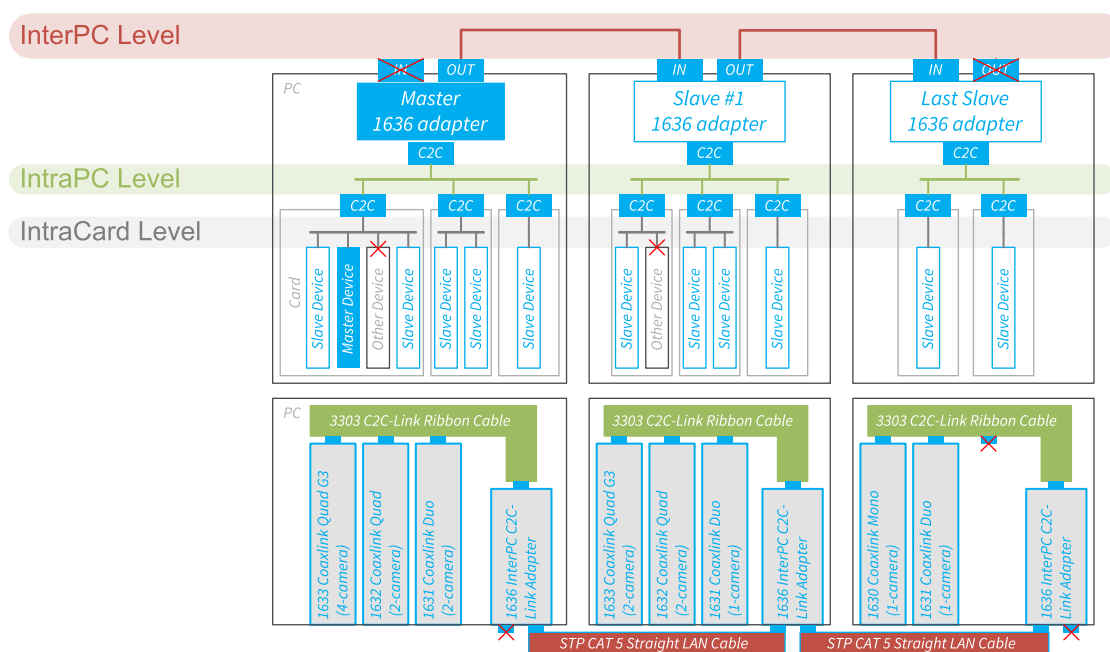 InterPC Level
IN
OUT
IN
OUT
IN
OUT
PC
Master
1636 adapter
Slave #1
1636 adapter
Last Slave
1636 adapter
C2C
C2C
C2C
IntraPC Level
C2C
C2C
C2C
C2C
C2C
C2C
C2C
C2C
IntraCard Level
Card
Slave Device
Master Device
Other Device
Slave Device
Slave Device
Slave Device
Slave Device
Slave Device
Other Device
Slave Device
Slave Device
Slave Device
Slave Device
Slave Device
PC
3303 C2C-Link Ribbon Cable
3303 C2C-Link Ribbon Cable
3303 C2C-Link Ribbon Cable
1633 Coaxlink Quad G3
(4-camera)
1632 Coaxlink Quad
(2-camera)
1631 Coaxlink Duo
(2-camera)
1636 InterPC C2C-
Link Adapter
1633 Coaxlink Quad G3
(2-camera)
1632 Coaxlink Quad
(2-camera)
1631 Coaxlink Duo
(1-camera)
1636 InterPC C2C-
Link Adapter
1630 Coaxlink Mono
(1-camera)
1631 Coaxlink Duo
(1-camera)
1636 InterPC C2C-
Link Adapter
STP CAT 5 Straight LAN Cable
STP CAT 5 Straight LAN Cable